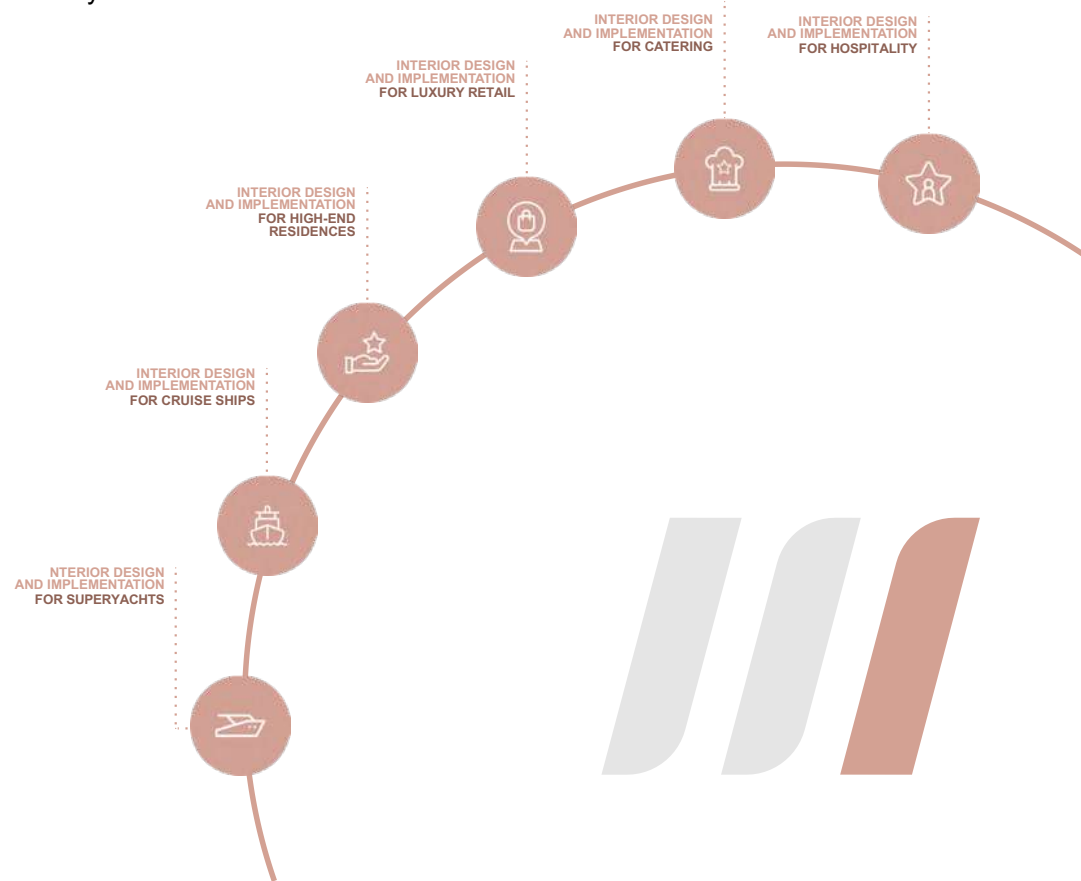 INTERIOR DESIGN
AND IMPLEMENTATION
FOR CATERING
INTERIOR DESIGN
AND IMPLEMENTATION
FOR HOSPITALITY
INTERIOR DESIGN
AND IMPLEMENTATION
FOR LUXURY RETAIL
INTERIOR DESIGN
AND IMPLEMENTATION
FOR HIGH-END
RESIDENCES
INTERIOR DESIGN
AND IMPLEMENTATION
FOR CRUISE SHIPS
NTERIOR DESIGN
AND IMPLEMENTATION
FOR SUPERYACHTS